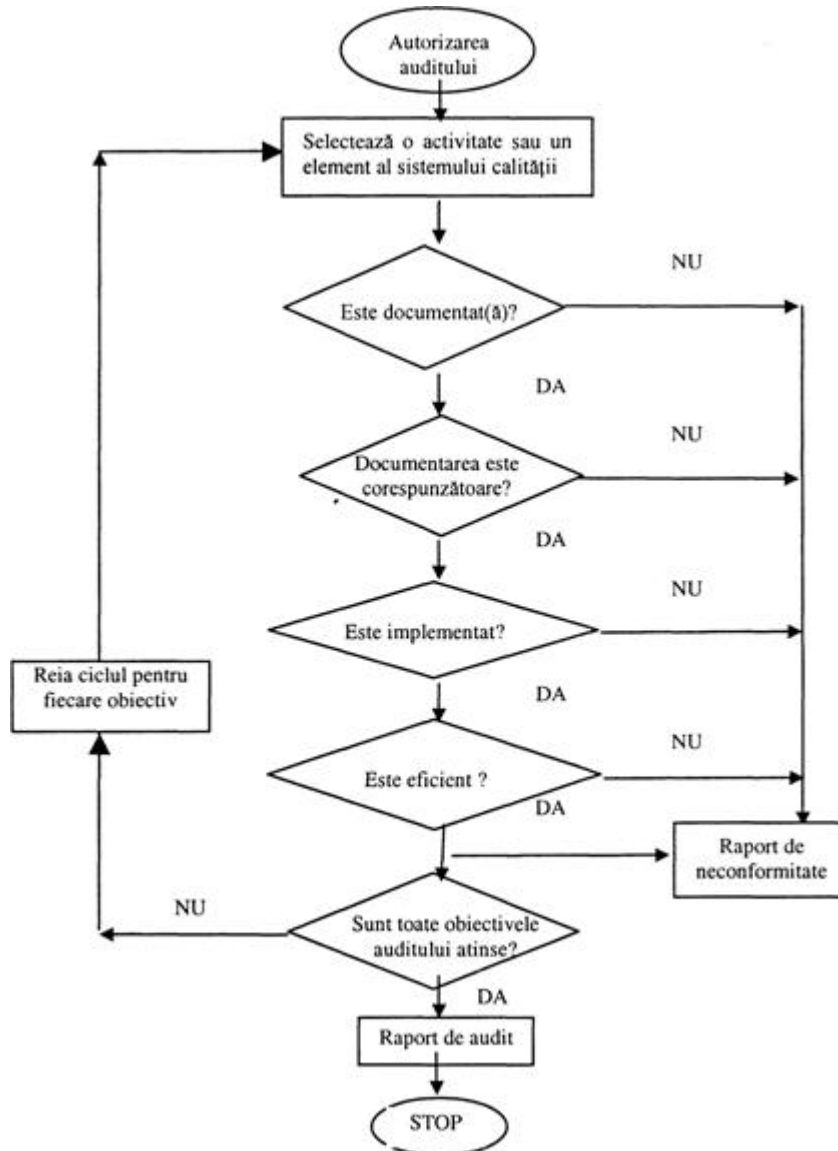 Autorizarea
auditului
Selectează o activitate sau un
element al sistemului calității
NU
Este documentat(ă)?
DA
NU
Documentarea este
corespunzătoare?
DA
NU
Este implementat?
Reia ciclul pentru
fiecare obiectiv
DA
NU
Este eficient ?
DA
Raport de
neconformitate
NU
Sunt toate obiectivele
auditului atinse?
DA
Raport de audit
STOP